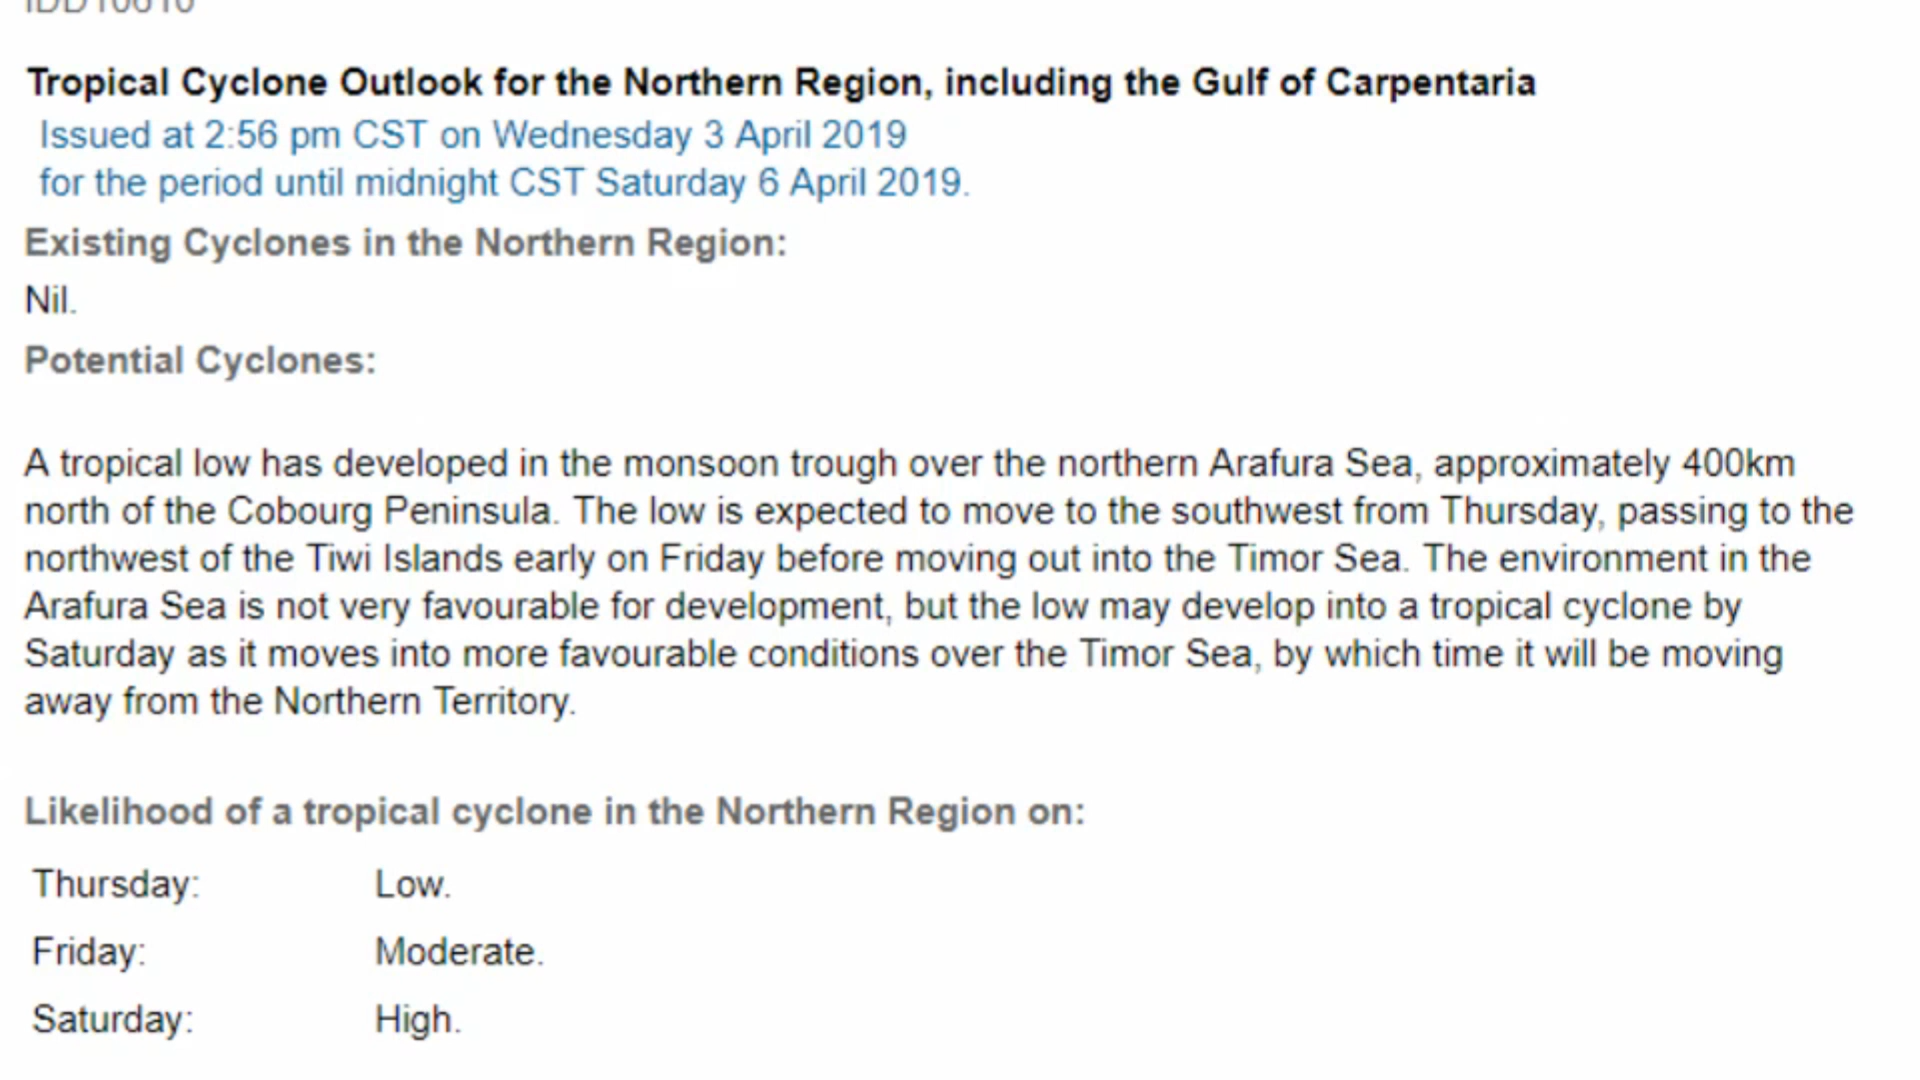 IDD10610
Tropical Cyclone Outlook for the Northern Region, including the Gulf of Carpentaria
Issued at 2:56 pm CST on Wednesday 3 April 2019
for the period until midnight CST Saturday 6 April 2019.
Existing Cyclones in the Northern Region:
Nil.
Potential Cyclones:
A tropical low has developed in the monsoon trough over the northern Arafura Sea, approximately 400km
north of the Cobourg Peninsula. The low is expected to move to the southwest from Thursday, passing to the
northwest of the Tiwi Islands early on Friday before moving out into the Timor Sea. The environment in the
Arafura Sea is not very favourable for development, but the low may develop into a tropical cyclone by
Saturday as it moves into more favourable conditions over the Timor Sea, by which time it will be moving
away from the Northern Territory.
Likelihood of a tropical cyclone in the Northern Region on:
Thursday: Low.
Friday: Moderate.
Saturday: High.